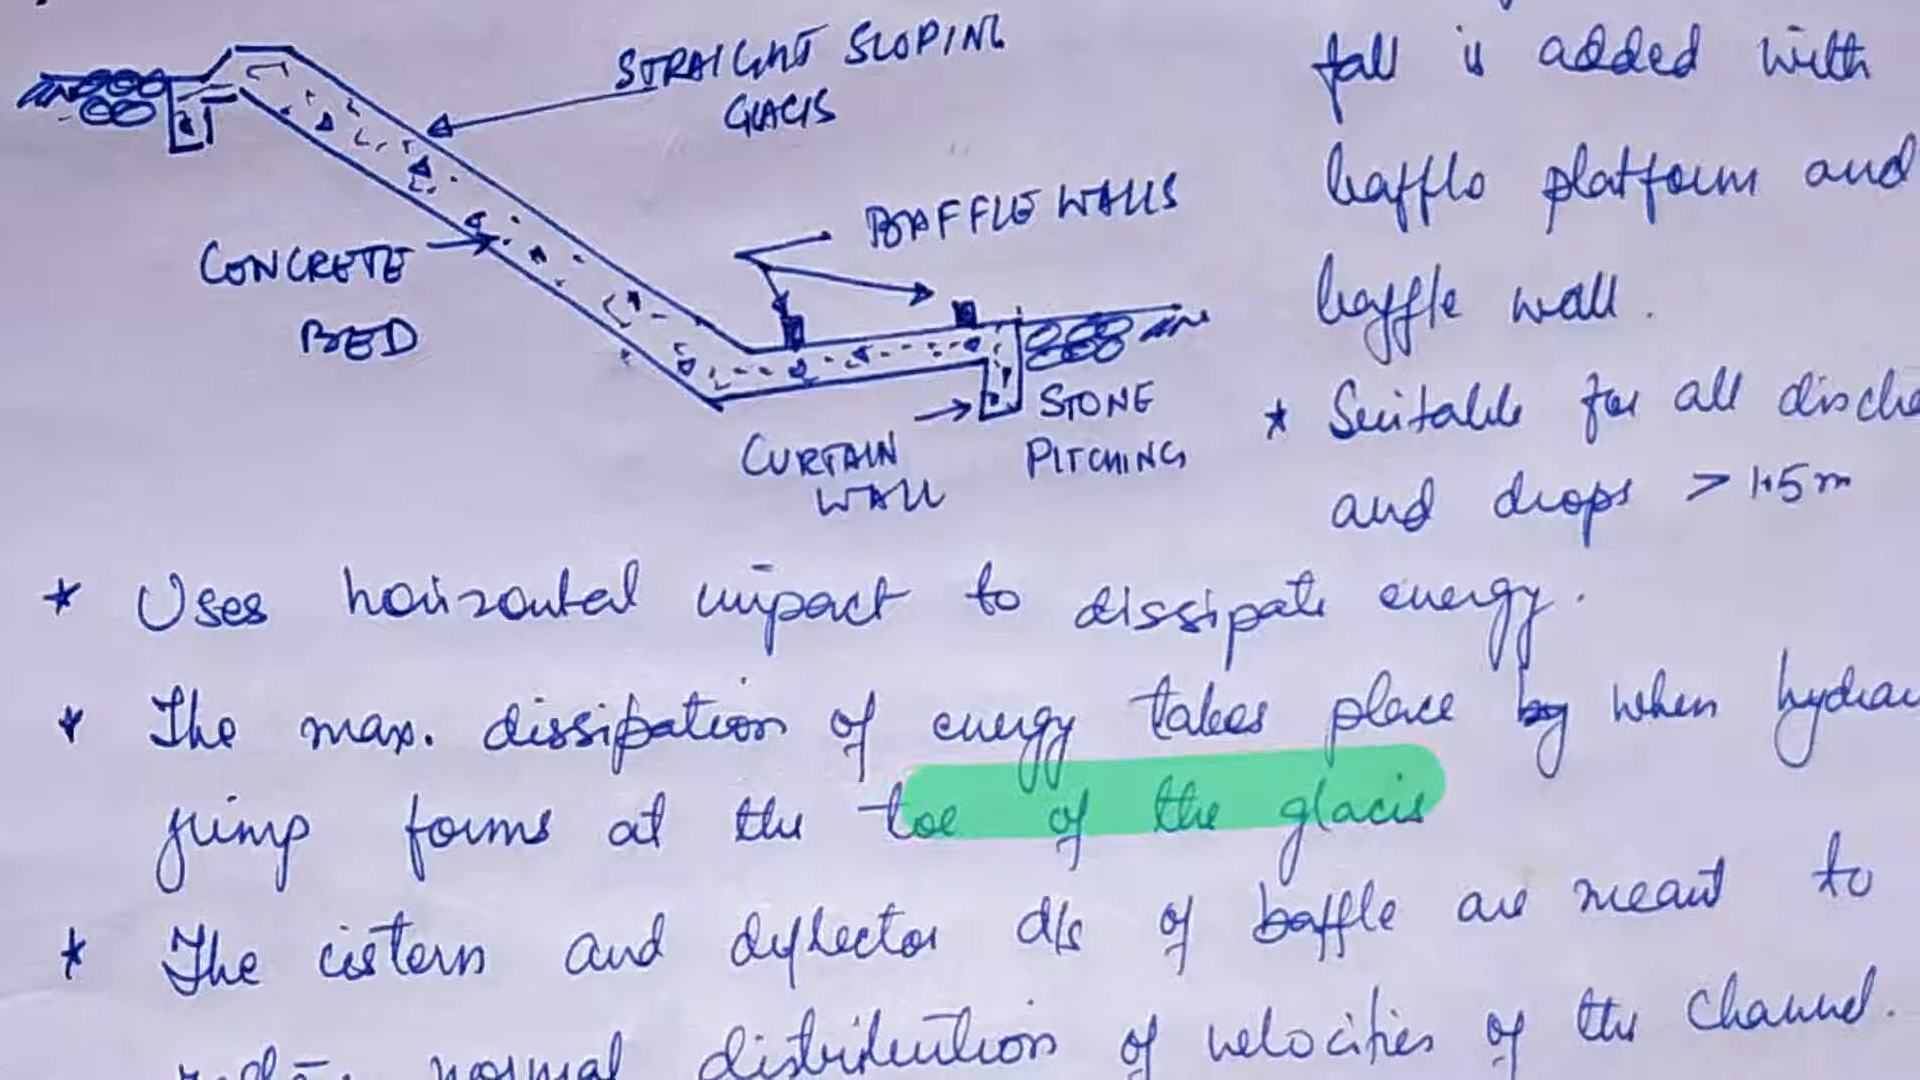 STRAIGHT SLOPING
GLACIS
BAFFLE WALLS
CONCRETE
BED
CURTAIN
WALL
STONE
PITCHING
fall is added with
baffle platform and
baffle wall.
* Suitable for all
and drops > 1.5m
* Uses horizontal impact to dissipate energy.
* The max. dissipation of energy takes place when
jump forms at the toe of the glacis
* The cistern and deflector d/s of baffle are meant to
normal distribution of velocities of the channel.